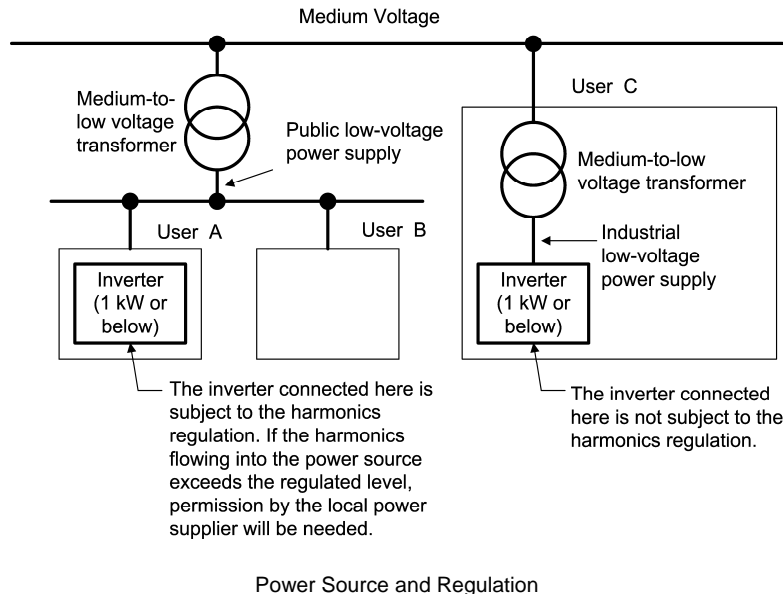 Medium Voltage
Medium-to-
low voltage
transformer
Public low-voltage
power supply
User C
Medium-to-low
voltage transformer
Industrial
low-voltage
power supply
User A
User B
Inverter
(1 kW or
below)
Inverter
(1 kW or
below)
The inverter connected here is
subject to the harmonics
regulation. If the harmonics
flowing into the power source
exceeds the regulated level,
permission by the local power
supplier will be needed.
The inverter connected
here is not subject to the
harmonics regulation.
Power Source and Regulation